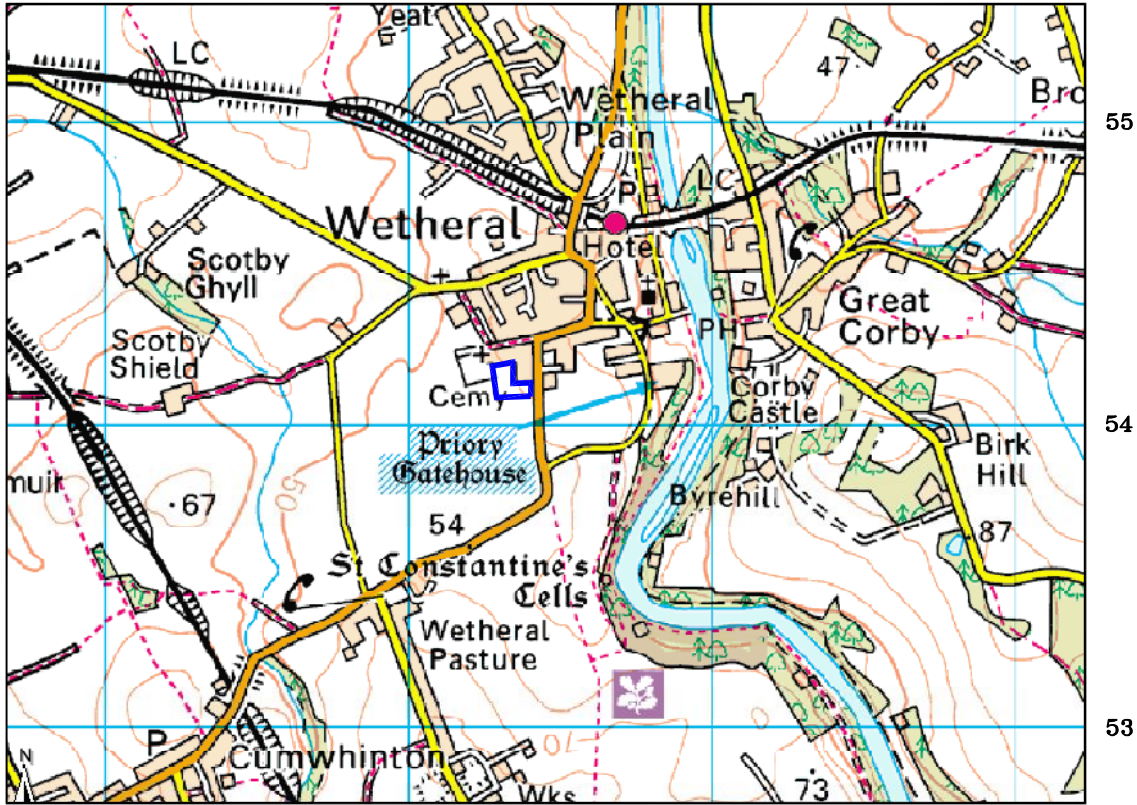 Yeat
LC
47
Bro
Wetheral
Plain
55
P
LC
Wetheral
Hotel
Scotby
Ghyll
Great
Corby
PH
Scotby
Shield
Cemy
Corby
Castle
54
Priory
Gatehouse
Birk
Hill
muir
67
50
Byrehill
54
87
St Constantine's
Cells
Wetheral
Pasture
53
P
70
Cumwhinton
N
73
Wks